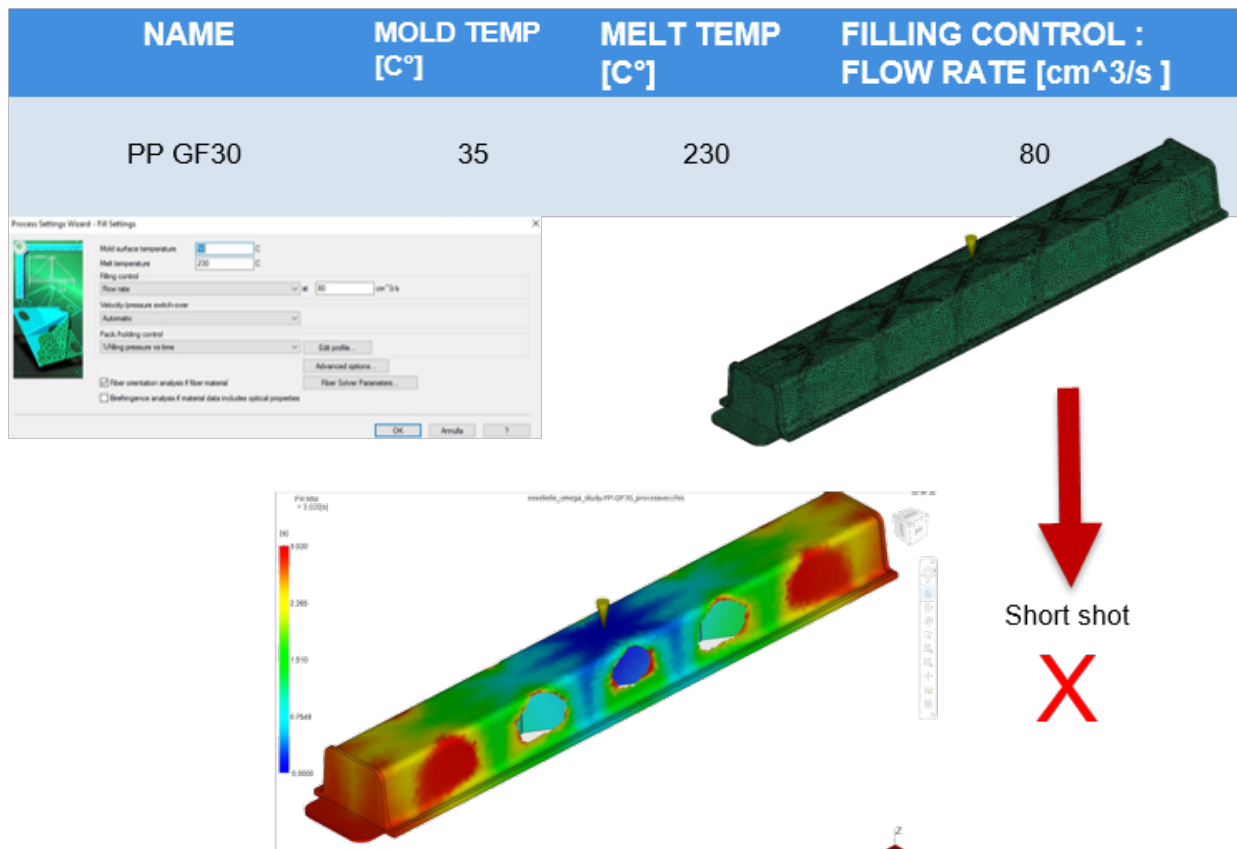 NAME
MOLD TEMP
[C°]
MELT TEMP
[C°]
FILLING CONTROL :
FLOW RATE [cm^3/s ]
PP GF30
35
230
80
Process Settings Wizard - Fill Settings
Mold surface temperature
C
Melt temperature
230
C
Filling control
Flow rate
at
80
cm^3/s
Velocity/pressure switch-over
Automatic
Pack/holding control
%Filling pressure vs time
Edit profile...
Advanced options...
Fiber orientation analysis if fiber material
Fiber Solver Parameters...
Birefringence analysis if material data includes optical properties
OK
Annulla
?
= 3.020[s]
[s]
3.020
2.265
1.510
0.7549
0.0000
Short shot
X
Z